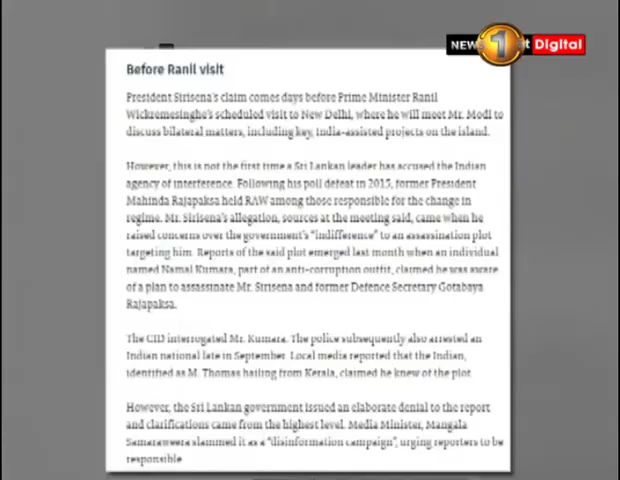 NEWS 1st Digital
Before Ranil visit
President Sirisena's claim comes days before Prime Minister Ranil
Wickremesinghe's scheduled visit to New Delhi, where he will meet Mr. Modi to
discuss bilateral matters, including key, India-assisted projects on the island.
However, this is not the first time a Sri Lankan leader has accused the Indian
agency of interference. Following his poll defeat in 2015, former President
Mahinda Rajapaksa held RAW among those responsible for the change in
regime. Mr. Sirisena's allegation, sources at the meeting said, came when he
raised concerns over the government's "indifference" to an assassination plot
targeting him. Reports of the said plot emerged last month when an individual
named Namal Kumara, part of an anti-corruption outfit, claimed he was aware
of a plan to assassinate Mr. Sirisena and former Defence Secretary Gotabaya
Rajapaksa.
The CID interrogated Mr. Kumara. The police subsequently also arrested an
Indian national late in September. Local media reported that the Indian,
identified as M. Thomas hailing from Kerala, claimed he knew of the plot.
However, the Sri Lankan government issued an elaborate denial to the report
and clarifications came from the highest level. Media Minister, Mangala
Samaraweera slammed it as a "disinformation campaign", urging reporters to be
responsible